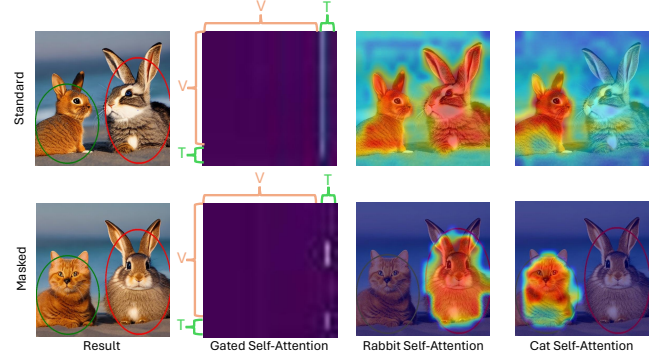 V
T
Standard
V
T
V
T
Masked
V
T
Result
Gated Self-Attention
Rabbit Self-Attention
Cat Self-Attention